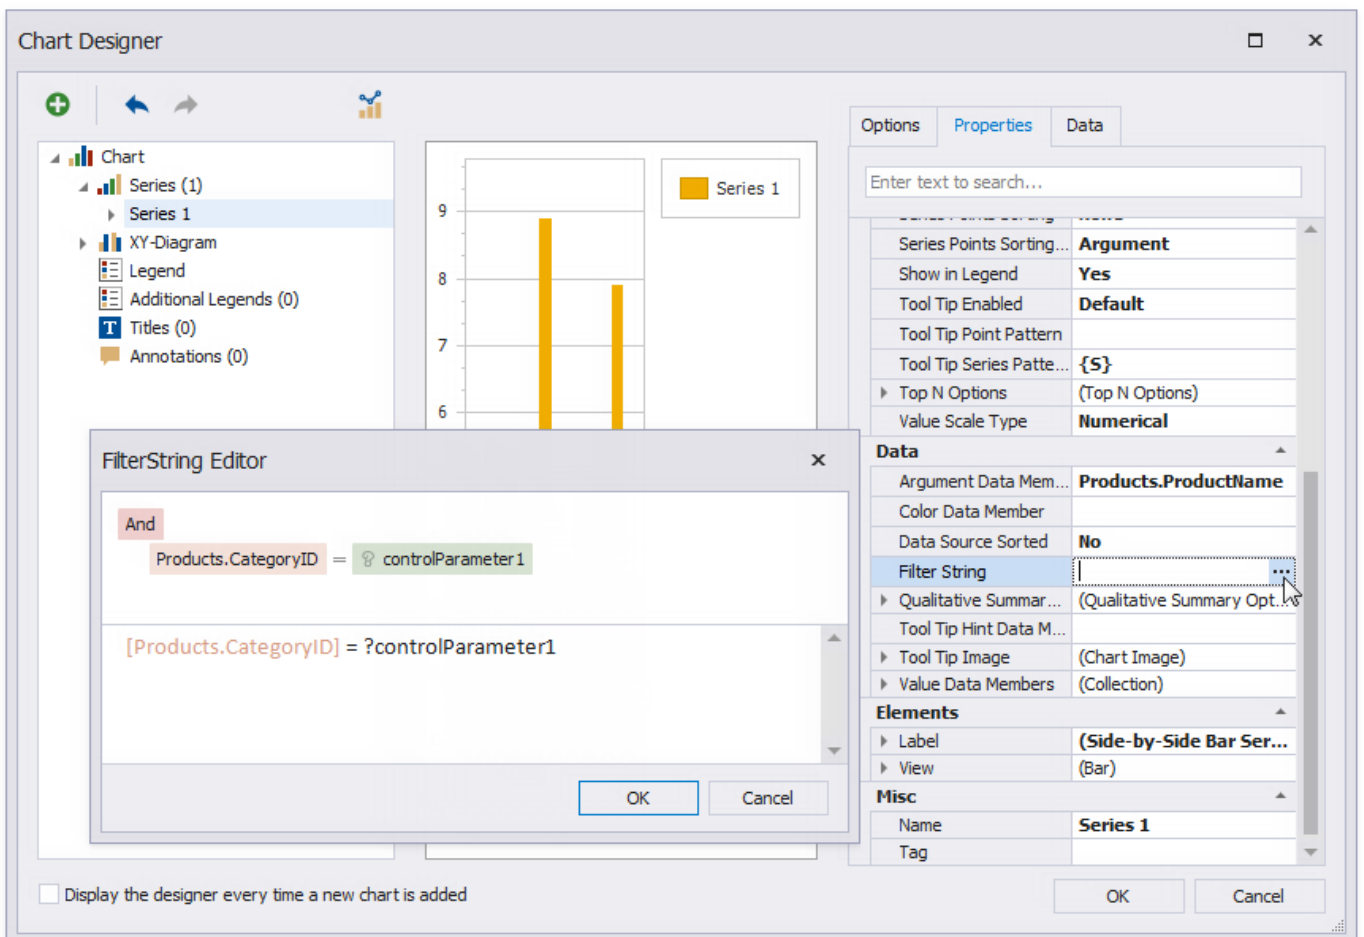 Chart Designer
Chart
Series (1)
Series 1
XY-Diagram
Legend
Additional Legends (0)
Titles (0)
Annotations (0)
9
8
7
6
Series 1
Options
Properties
Data
Enter text to search...
Series Points Sorting... Argument
Show in Legend Yes
Tool Tip Enabled Default
Tool Tip Point Pattern
Tool Tip Series Patte... {S}
Top N Options (Top N Options)
Value Scale Type Numerical
Data
Argument Data Mem... Products.ProductName
Color Data Member
Data Source Sorted No
Filter String ...
Qualitative Summar... (Qualitative Summary Opt...
Tool Tip Hint Data M...
Tool Tip Image (Chart Image)
Value Data Members (Collection)
Elements
Label (Side-by-Side Bar Ser...
View (Bar)
Misc
Name Series 1
Tag
FilterString Editor
And
Products.CategoryID = ? controlParameter1
[Products.CategoryID] = ?controlParameter1
OK
Cancel
Display the designer every time a new chart is added
OK
Cancel